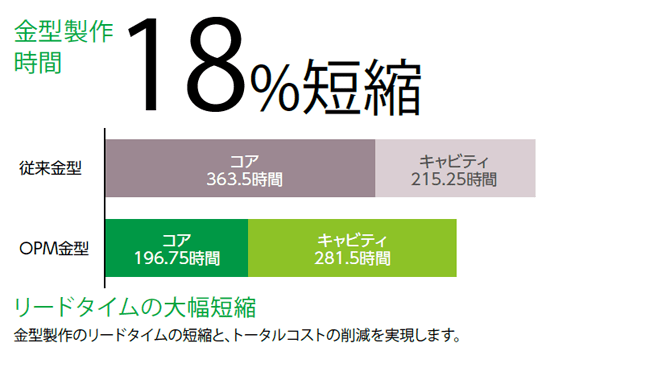 金型製作
時間
18%短縮
従来金型
コア
363.5時間
キャビティ
215.25時間
OPM金型
コア
196.75時間
キャビティ
281.5時間
リードタイムの大幅短縮
金型製作のリードタイムの短縮と、トータルコストの削減を実現します。